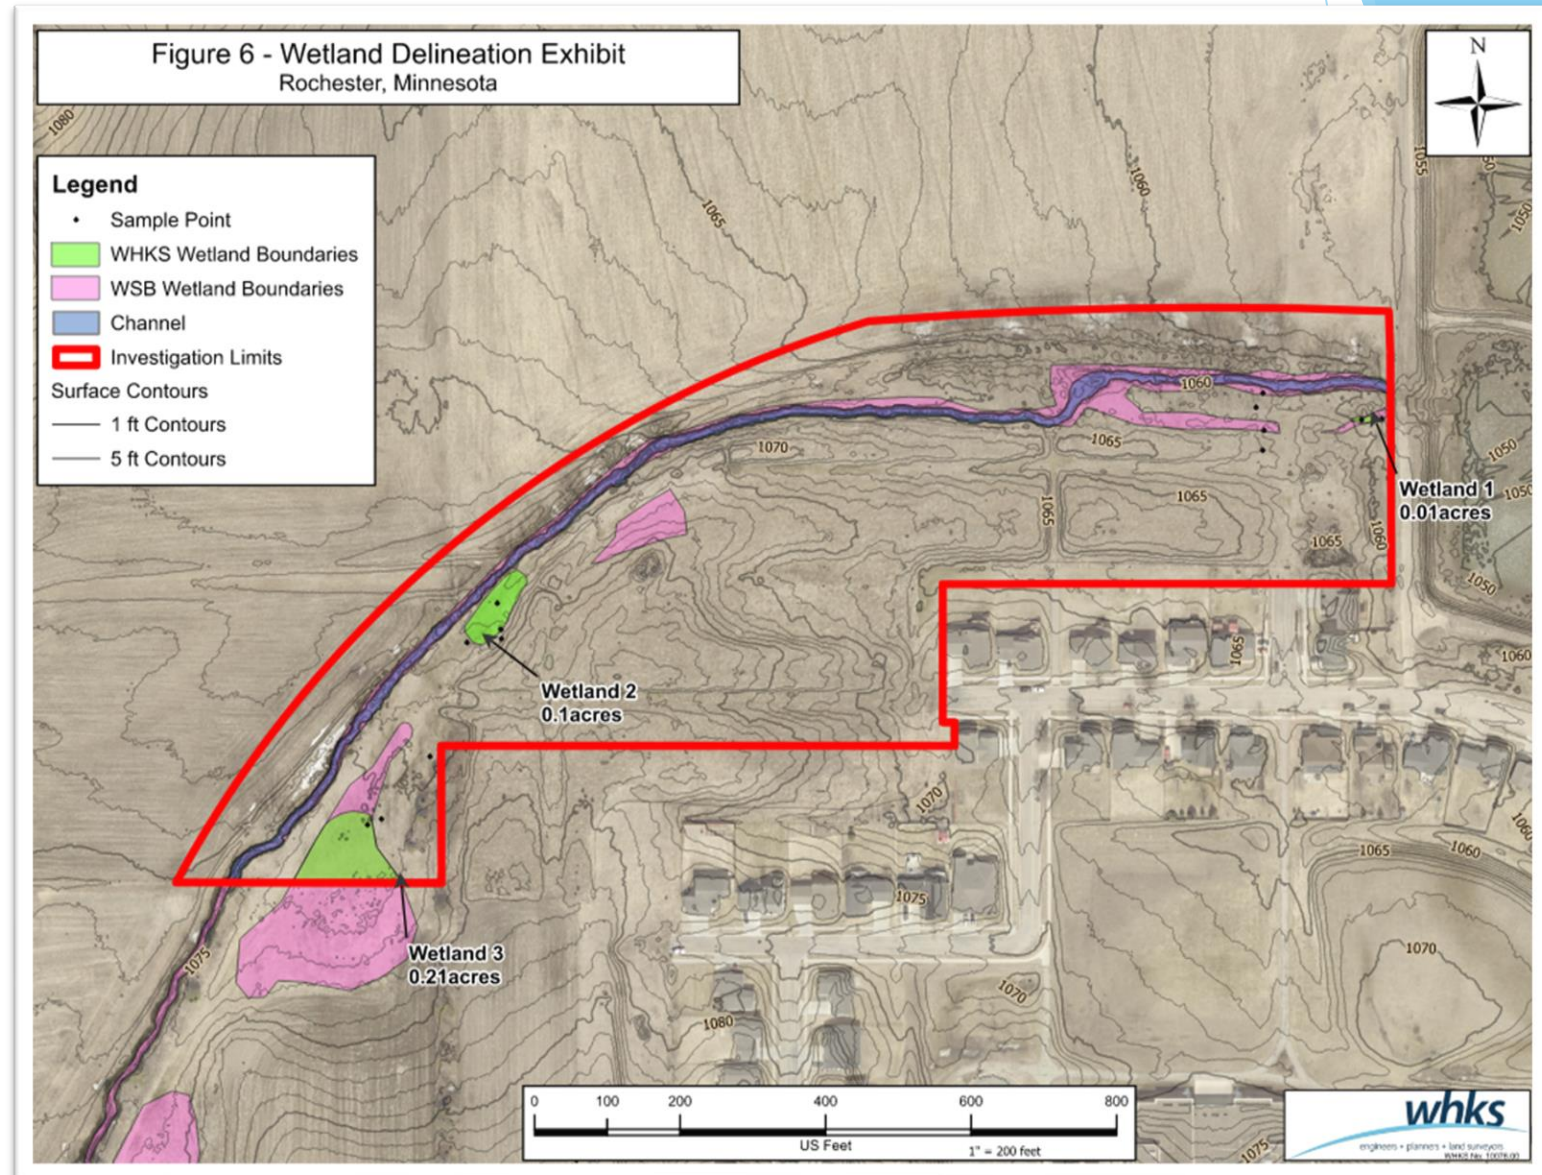 Figure 6 - Wetland Delineation Exhibit
Rochester, Minnesota
N
Legend
Sample Point
WHKS Wetland Boundaries
WSB Wetland Boundaries
Channel
Investigation Limits
Surface Contours
1 ft Contours
5 ft Contours
1080
1065
1060
1055
1050
1060
1070
1065
1065
1065
1065
1060
1050
1050
1050
Wetland 1
0.01acres
1065
1060
Wetland 2
0.1acres
1070
1065
1060
1060
1075
1075
Wetland 3
0.21acres
1070
1070
1080
1075
0 100 200 400 600 800
US Feet
1" = 200 feet
whks
engineers + planners + land surveyors
WHKS No: 10076.00